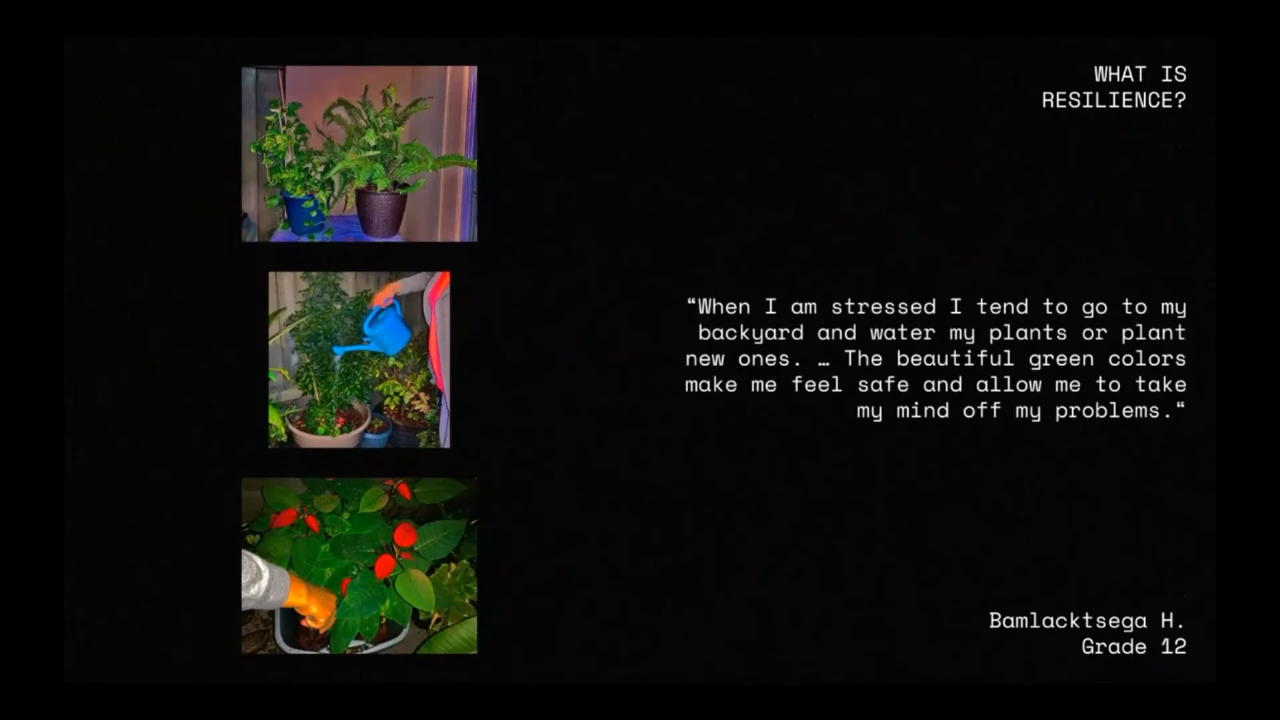 WHAT IS
RESILIENCE?
“When I am stressed I tend to go to my
backyard and water my plants or plant
new ones. … The beautiful green colors
make me feel safe and allow me to take
my mind off my problems.“
Bamlacktsega H.
Grade 12